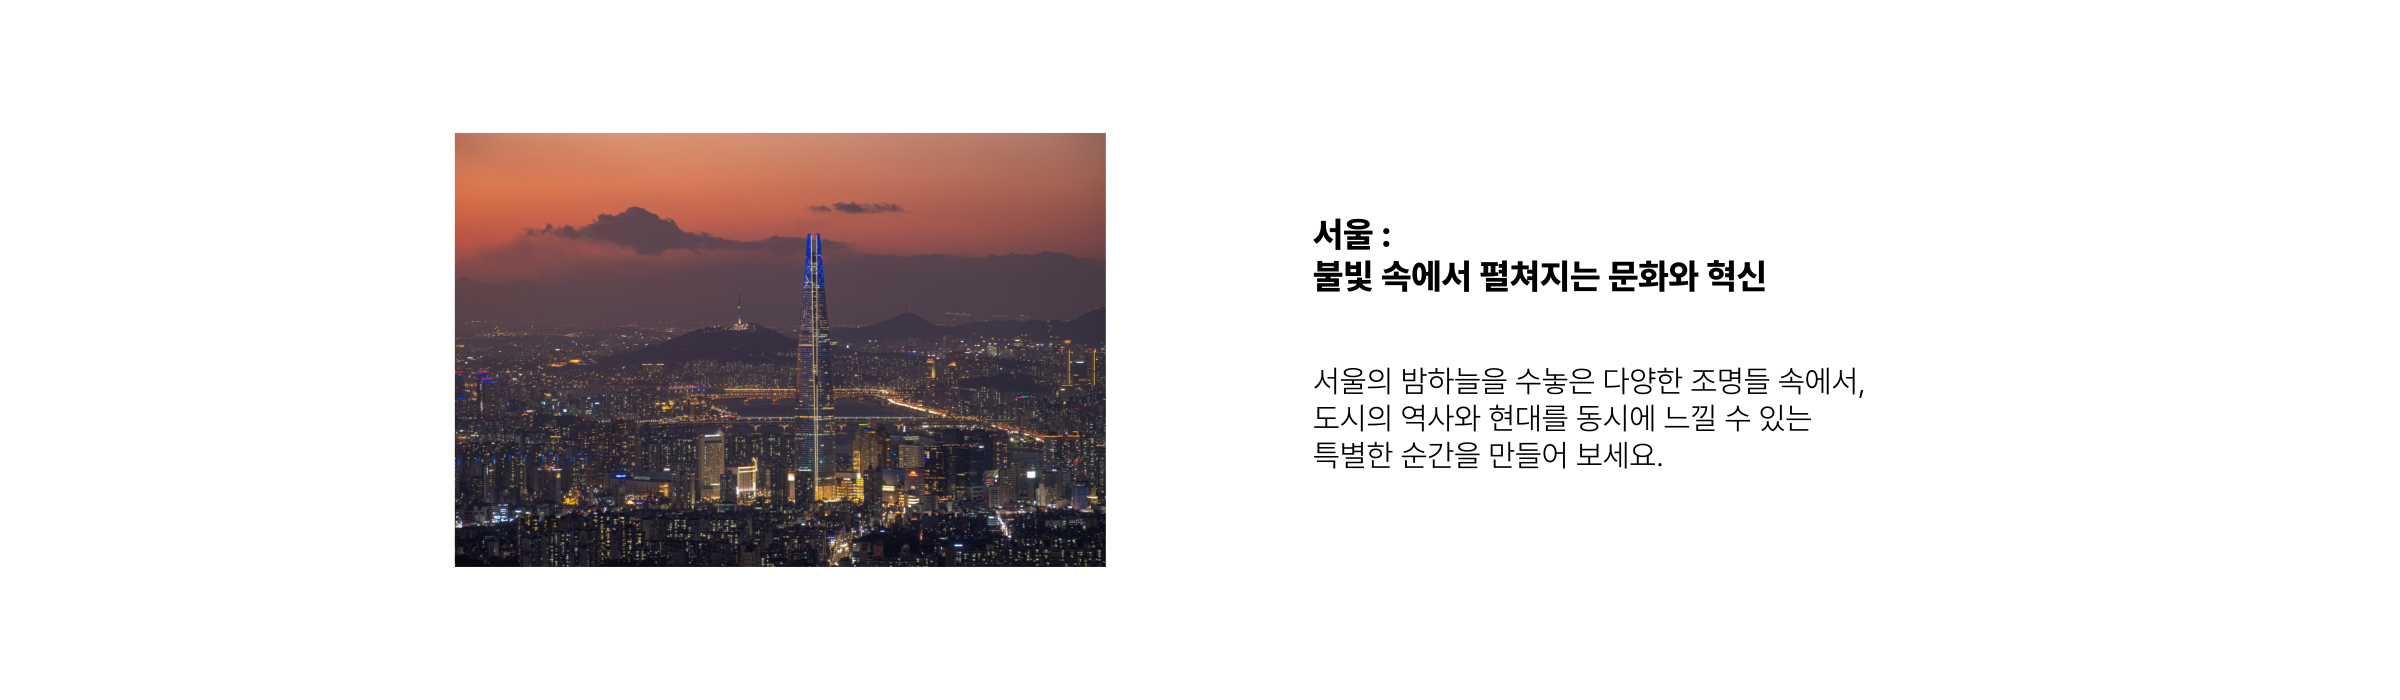 서울 :
불빛 속에서 펼쳐지는 문화와 혁신
서울의 밤하늘을 수놓은 다양한 조명들 속에서,
도시의 역사와 현대를 동시에 느낄 수 있는
특별한 순간을 만들어 보세요.